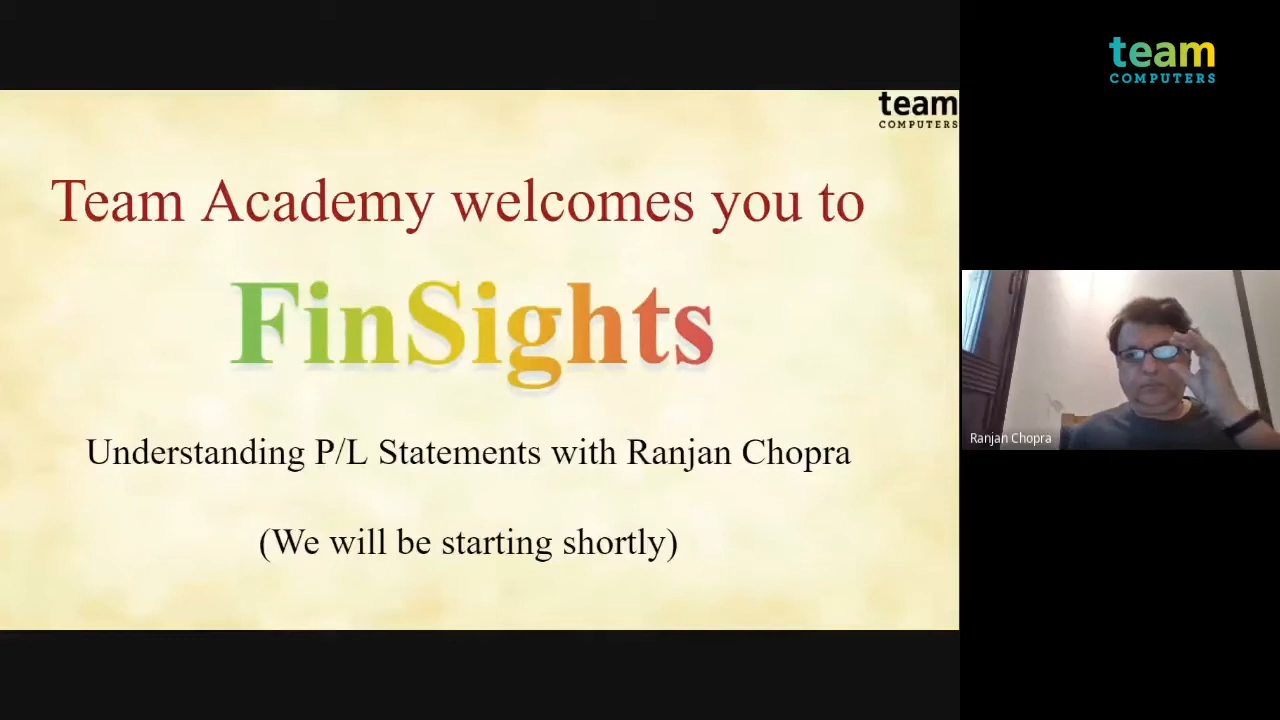 team
COMPUTERS
team
COMPUTERS
Team Academy welcomes you to
FinSights
Understanding P/L Statements with Ranjan Chopra
(We will be starting shortly)
Ranjan Chopra